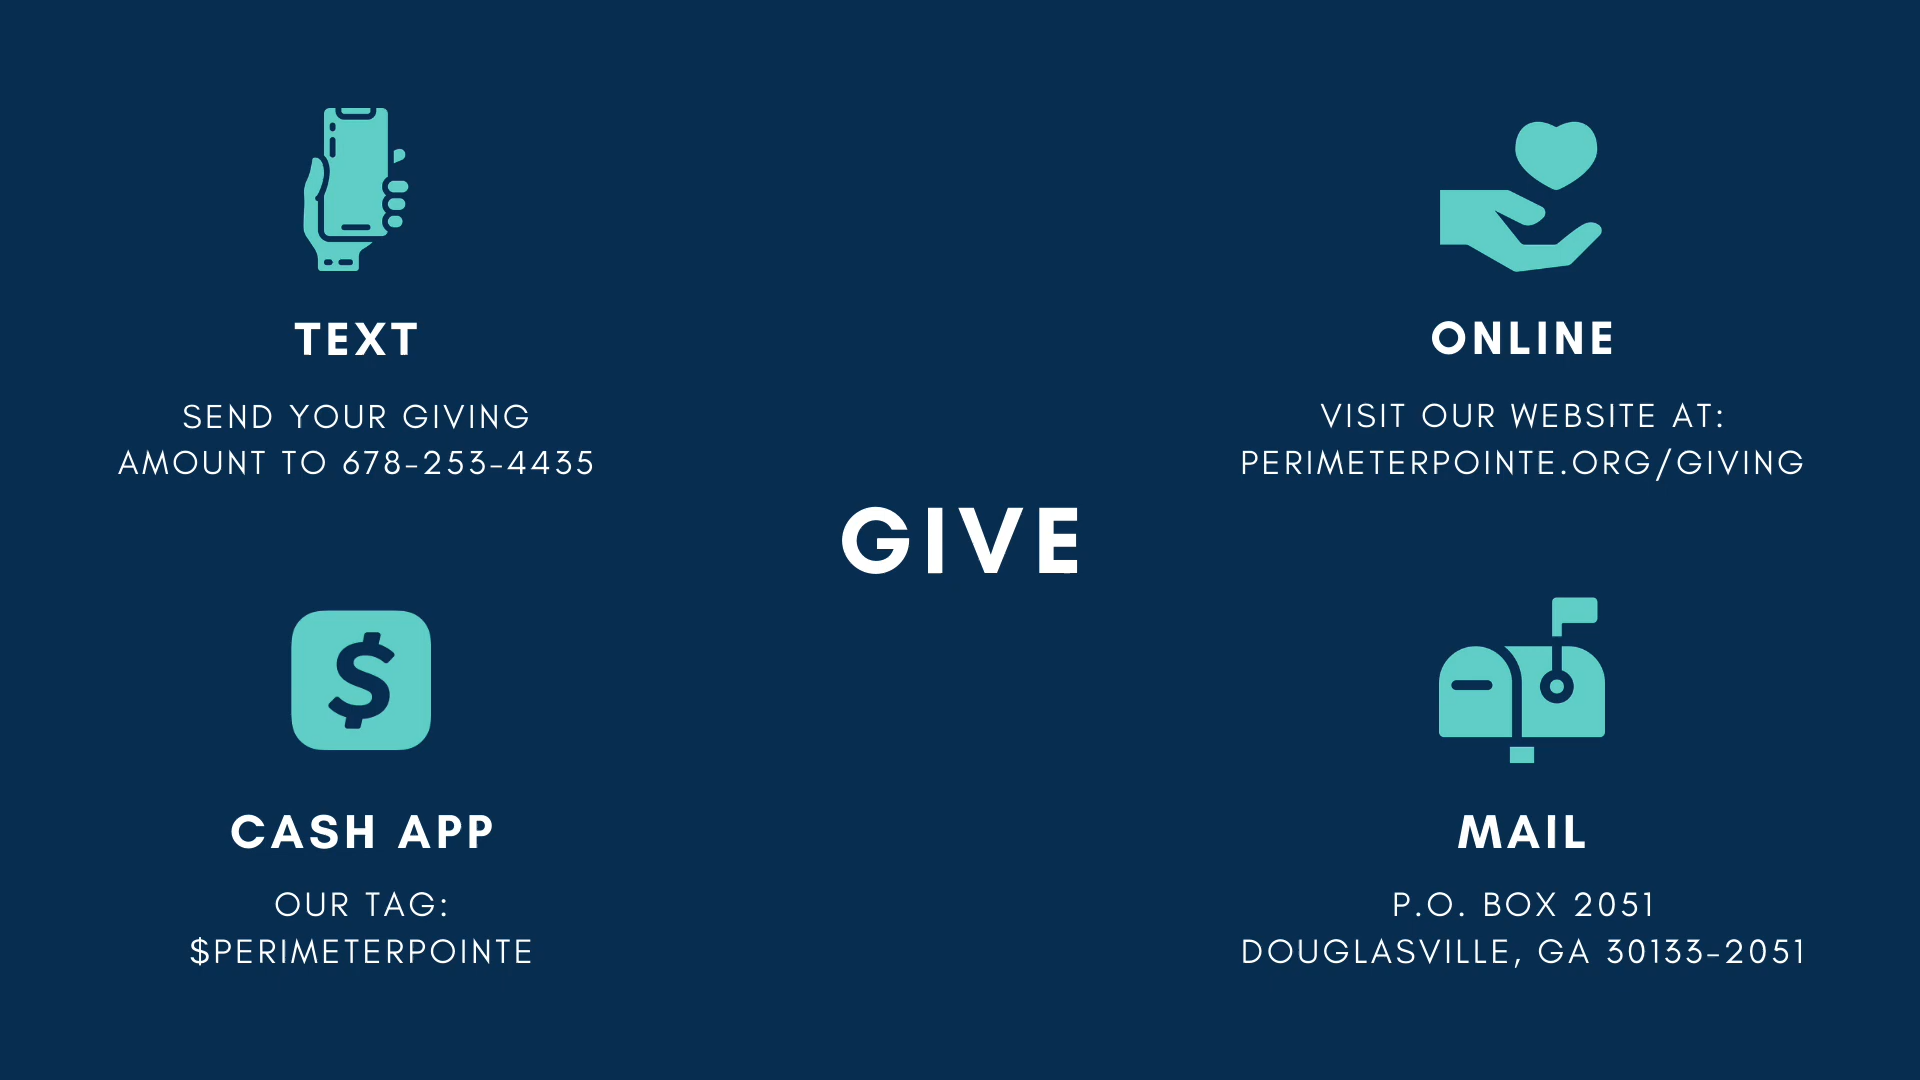 TEXT
SEND YOUR GIVING
AMOUNT TO 678-253-4435
ONLINE
VISIT OUR WEBSITE AT:
PERIMETERPOINTE.ORG/GIVING
GIVE
$
CASH APP
OUR TAG:
$PERIMETERPOINTE
MAIL
P.O. BOX 2051
DOUGLASVILLE, GA 30133-2051